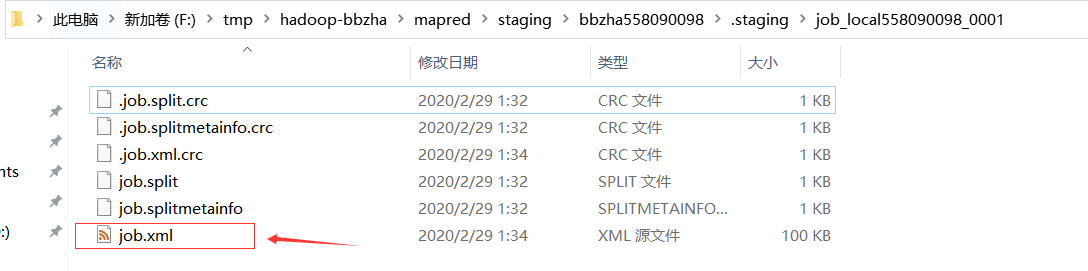 此电脑 > 新加卷 (F:) > tmp > hadoop-bbzha > mapred > staging > bbzha558090098 > .staging > job_local558090098_0001
名称 修改日期 类型 大小
.job.split.crc 2020/2/29 1:32 CRC 文件 1 KB
.job.splitmetainfo.crc 2020/2/29 1:32 CRC 文件 1 KB
.job.xml.crc 2020/2/29 1:34 CRC 文件 1 KB
nts job.split 2020/2/29 1:32 SPLIT 文件 1 KB
job.splitmetainfo 2020/2/29 1:32 SPLITMETAINFO... 1 KB
:) job.xml 2020/2/29 1:34 XML 源文件 100 KB